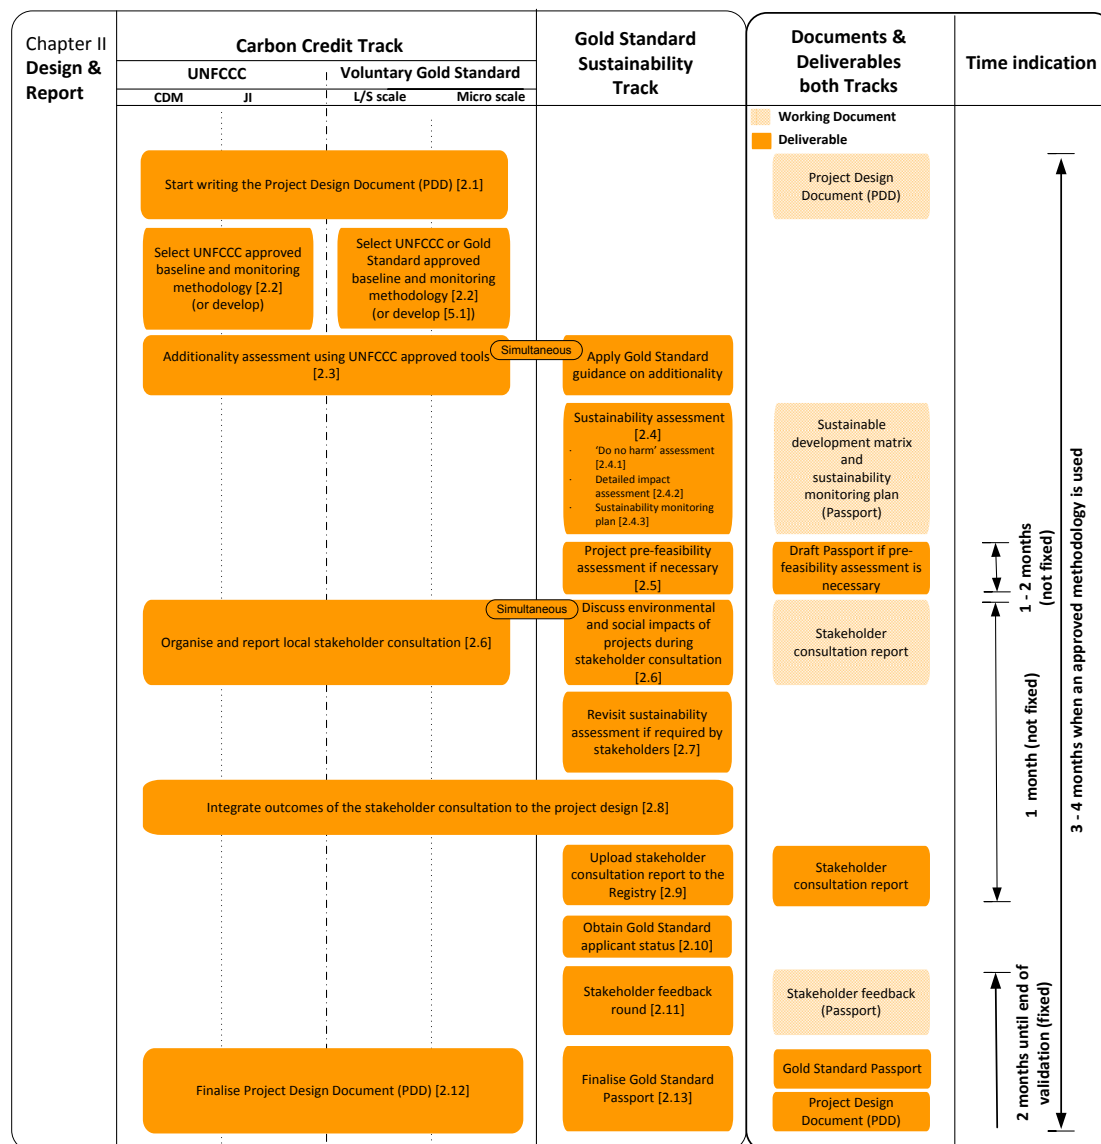 Chapter II
Design &
Report
Carbon Credit Track
UNFCCC
Voluntary Gold Standard
CDM
JI
L/S scale
Micro scale
Gold Standard
Sustainability
Track
Documents &
Deliverables
both Tracks
Time indication
Working Document
Deliverable
Start writing the Project Design Document (PDD) [2.1]
Project Design
Document (PDD)
Select UNFCCC approved
baseline and monitoring
methodology [2.2]
(or develop)
Select UNFCCC or Gold
Standard approved
baseline and monitoring
methodology [2.2]
(or develop [5.1])
Additionality assessment using UNFCCC approved tools
[2.3]
Simultaneous
Apply Gold Standard
guidance on additionality
Sustainability assessment
[2.4]
· ‘Do no harm’ assessment
[2.4.1]
· Detailed impact
assessment [2.4.2]
· Sustainability monitoring
plan [2.4.3]
Sustainable
development matrix
and
sustainability
monitoring plan
(Passport)
Project pre-feasibility
assessment if necessary
[2.5]
Draft Passport if pre-
feasibility assessment is
necessary
1 - 2 months
(not fixed)
Organise and report local stakeholder consultation [2.6]
Simultaneous
Discuss environmental
and social impacts of
projects during
stakeholder consultation
[2.6]
Stakeholder
consultation report
Revisit sustainability
assessment if required by
stakeholders [2.7]
1 month (not fixed)
3 - 4 months when an approved methodology is used
Integrate outcomes of the stakeholder consultation to the project design [2.8]
Upload stakeholder
consultation report to the
Registry [2.9]
Stakeholder
consultation report
Obtain Gold Standard
applicant status [2.10]
Stakeholder feedback
round [2.11]
Stakeholder feedback
(Passport)
2 months until end of
validation (fixed)
Finalise Project Design Document (PDD) [2.12]
Finalise Gold Standard
Passport [2.13]
Gold Standard Passport
Project Design
Document (PDD)